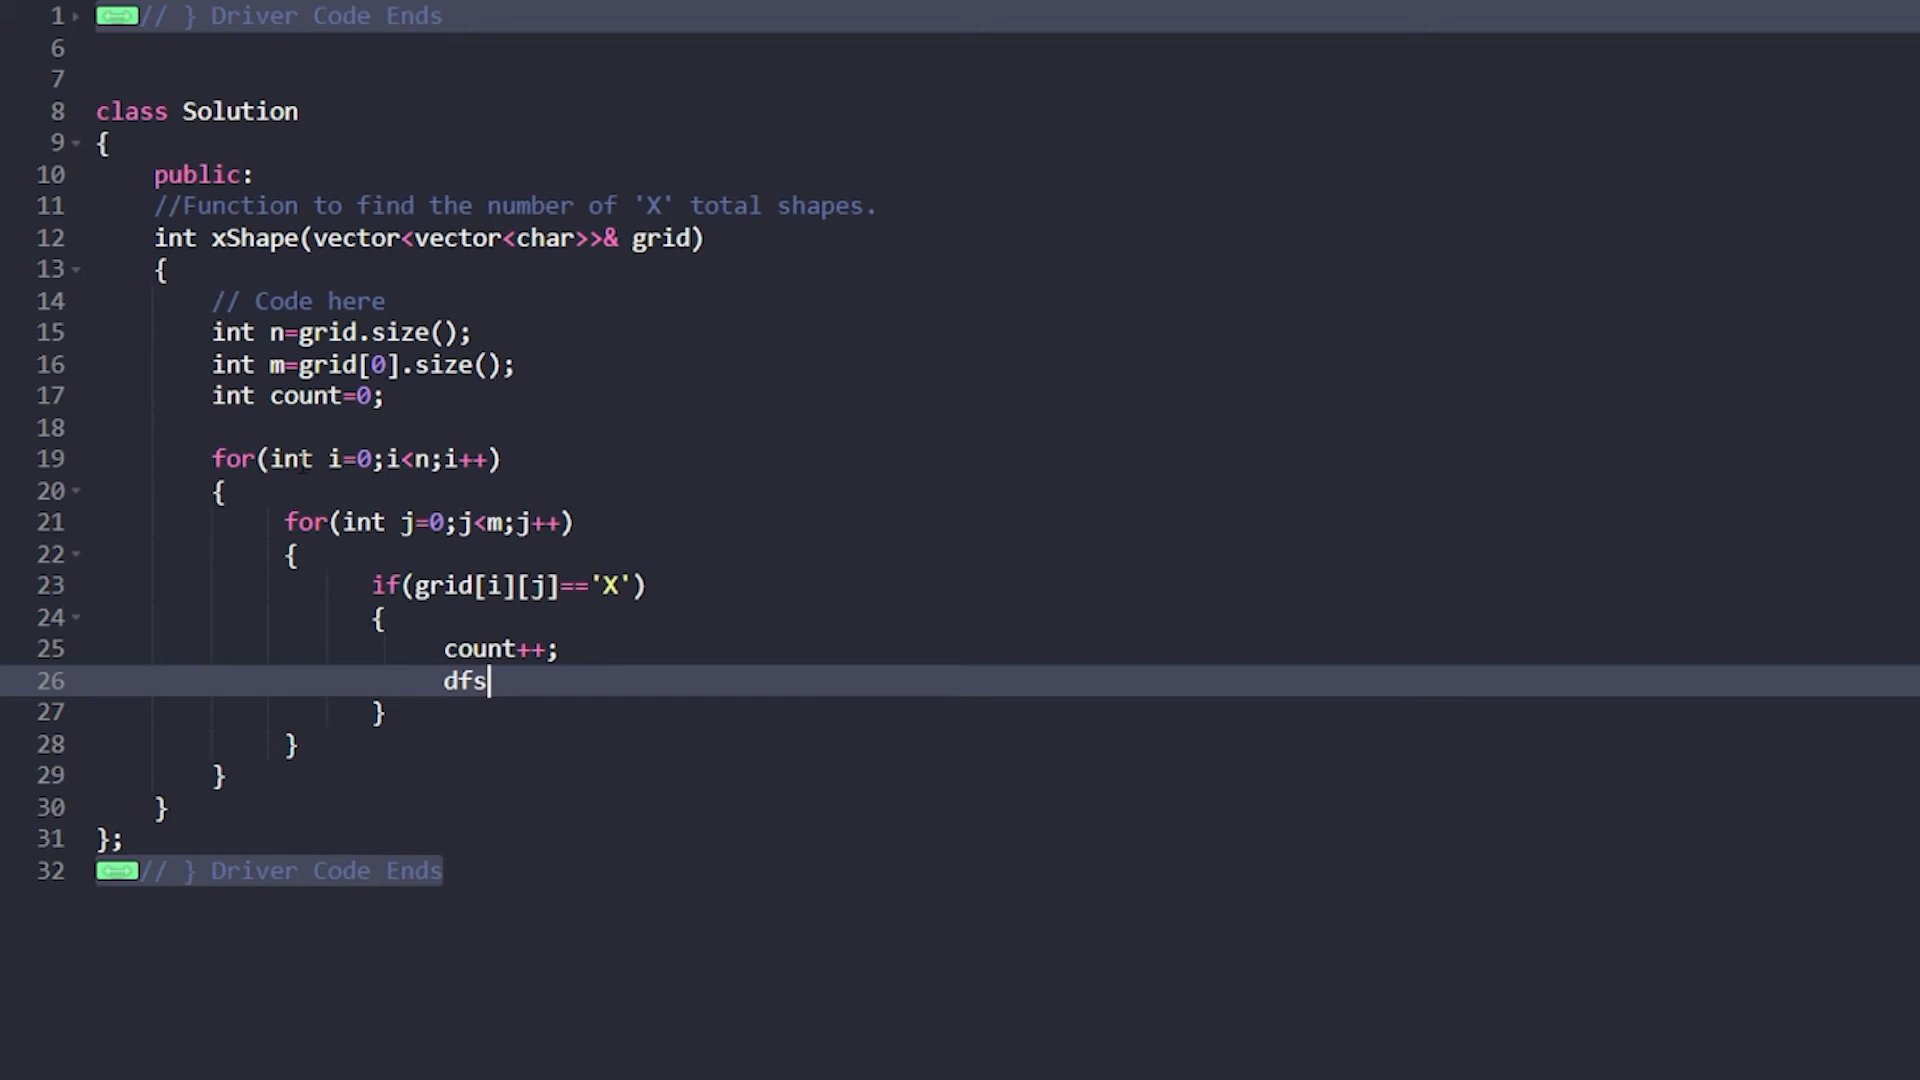 1 // } Driver Code Ends
6
7
8 class Solution
9 {
10     public:
11     //Function to find the number of 'X' total shapes.
12     int xShape(vector<vector<char>>& grid)
13     {
14         // Code here
15         int n=grid.size();
16         int m=grid[0].size();
17         int count=0;
18
19         for(int i=0;i<n;i++)
20         {
21              for(int j=0;j<m;j++)
22              {
23                    if(grid[i][j]=='X')
24                    {
25                         count++;
26                         dfs
27                    }
28              }
29         }
30     }
31 };
32 // } Driver Code Ends